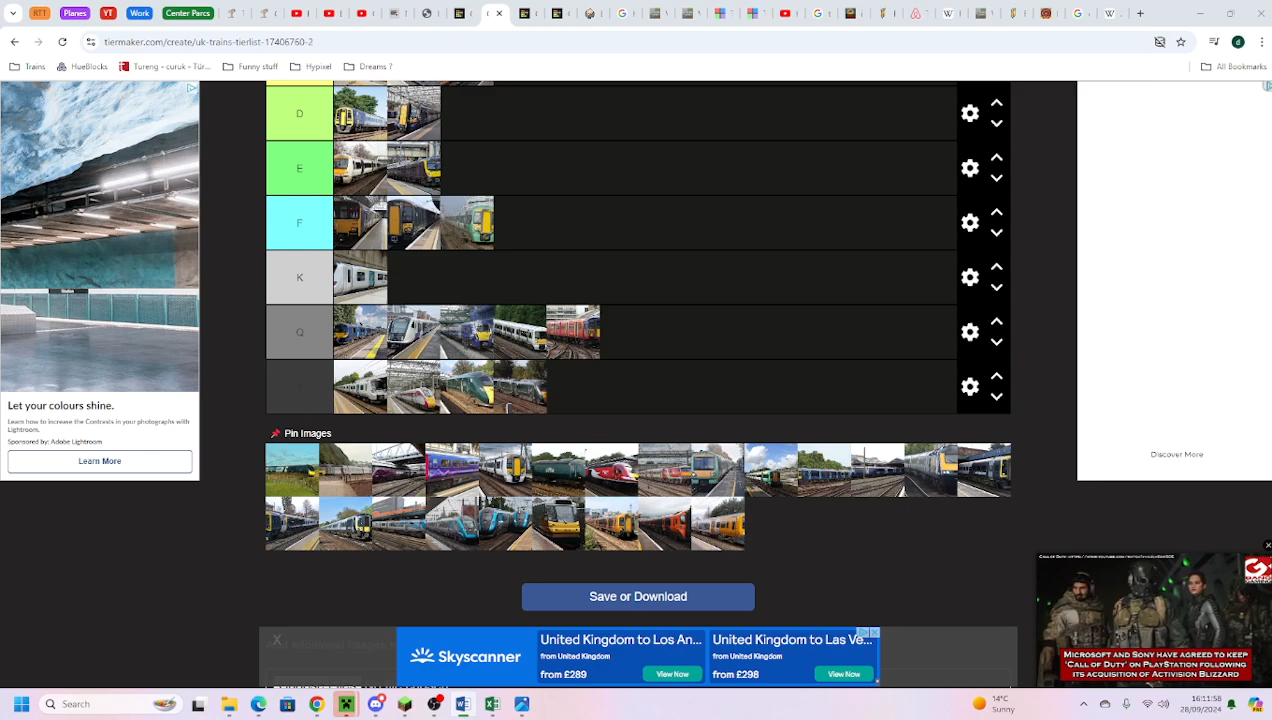 RTT
Music
YT
Work
Center Parcs
tiermaker.com/create/uk-trains-tierlist-17406760-2
d
Trains
HueBlocks
Tureng - curuk - Tür...
Funny stuff
Hypixel
Dreams ?
All Bookmarks
D
E
F
K
Q
Let your colours shine.
Learn how to increase the Contrasts in your photographs with
Lightroom.
Sponsored by: Adobe Lightroom
Learn More
Pin Images
Discover More
Save or Download
X
Skyscanner
United Kingdom to Los An...
from United Kingdom
from £289
View Now
United Kingdom to Las Ve...
from United Kingdom
from £298
View Now
MICROSOFT AND SONY HAVE AGREED TO KEEP
'CALL OF DUTY' ON PLAYSTATION FOLLOWING
ITS ACQUISITION OF ACTIVISION BLIZZARD
Search
14°C
Sunny
16:11:58
28/09/2024